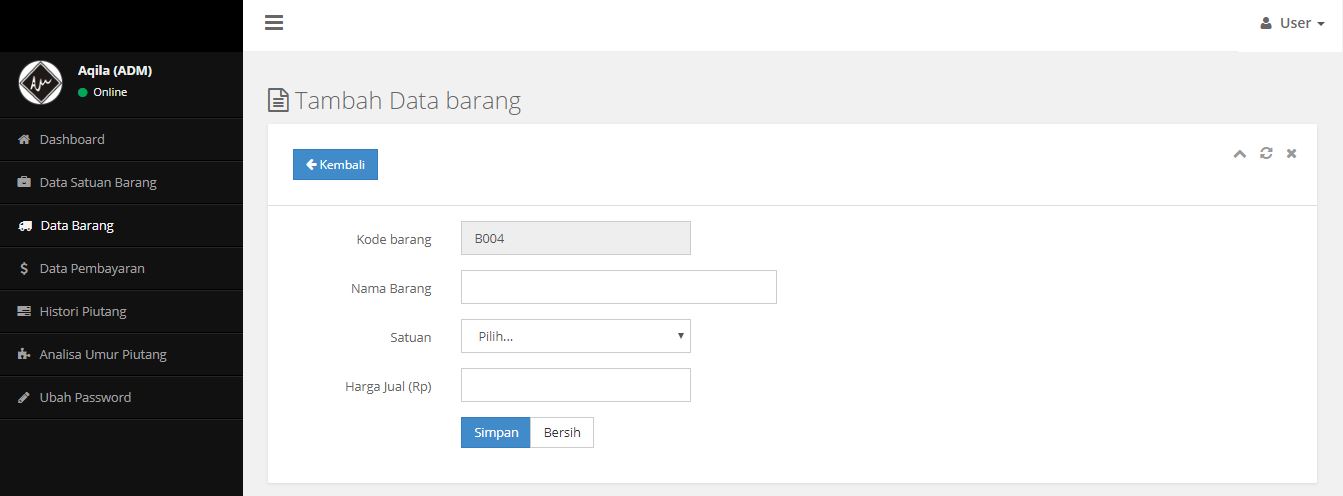 User
Aqila (ADM)
Online
Dashboard
Data Satuan Barang
Data Barang
Data Pembayaran
Histori Piutang
Analisa Umur Piutang
Ubah Password
Tambah Data barang
Kembali
Kode barang B004
Nama Barang
Satuan Pilih...
Harga Jual (Rp)
Simpan Bersih